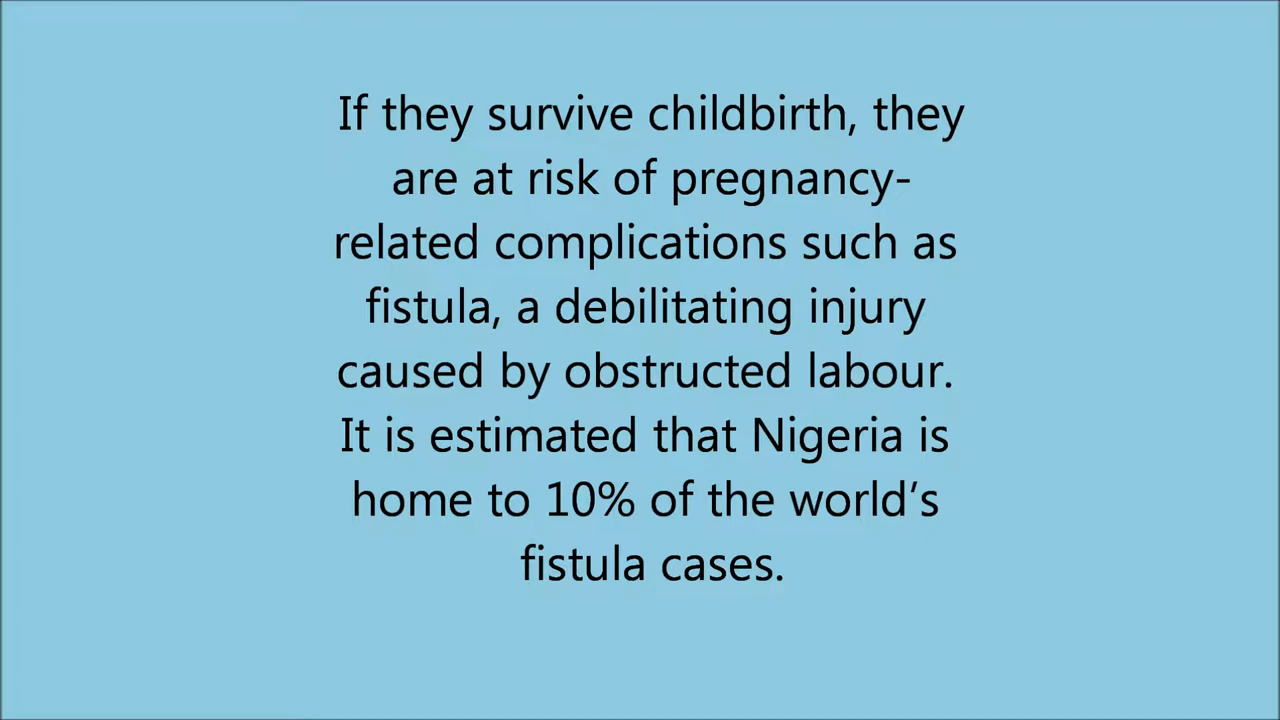 If they survive childbirth, they
are at risk of pregnancy-
related complications such as
fistula, a debilitating injury
caused by obstructed labour.
It is estimated that Nigeria is
home to 10% of the world’s
fistula cases.